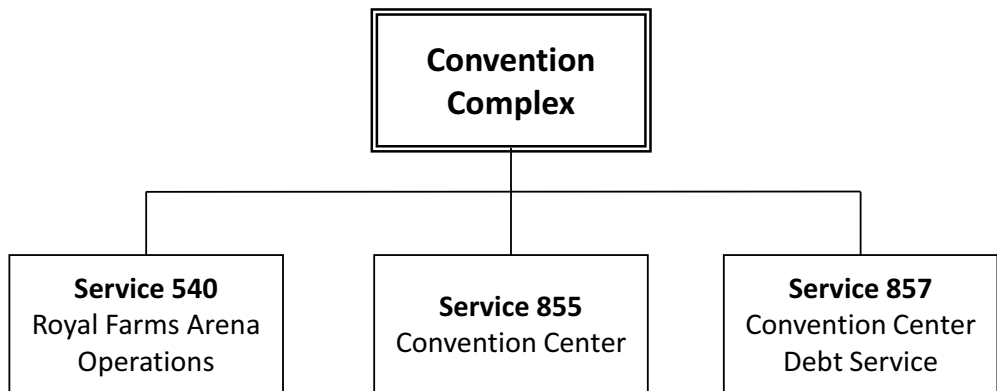 Convention
Complex
Service 540
Royal Farms Arena
Operations
Service 855
Convention Center
Service 857
Convention Center
Debt Service